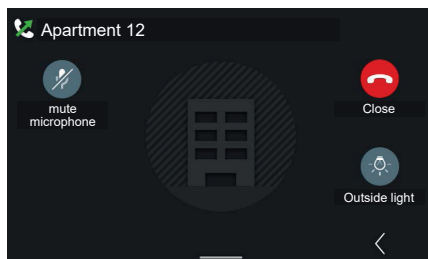 Apartment 12
mute
microphone
Close
Outside light